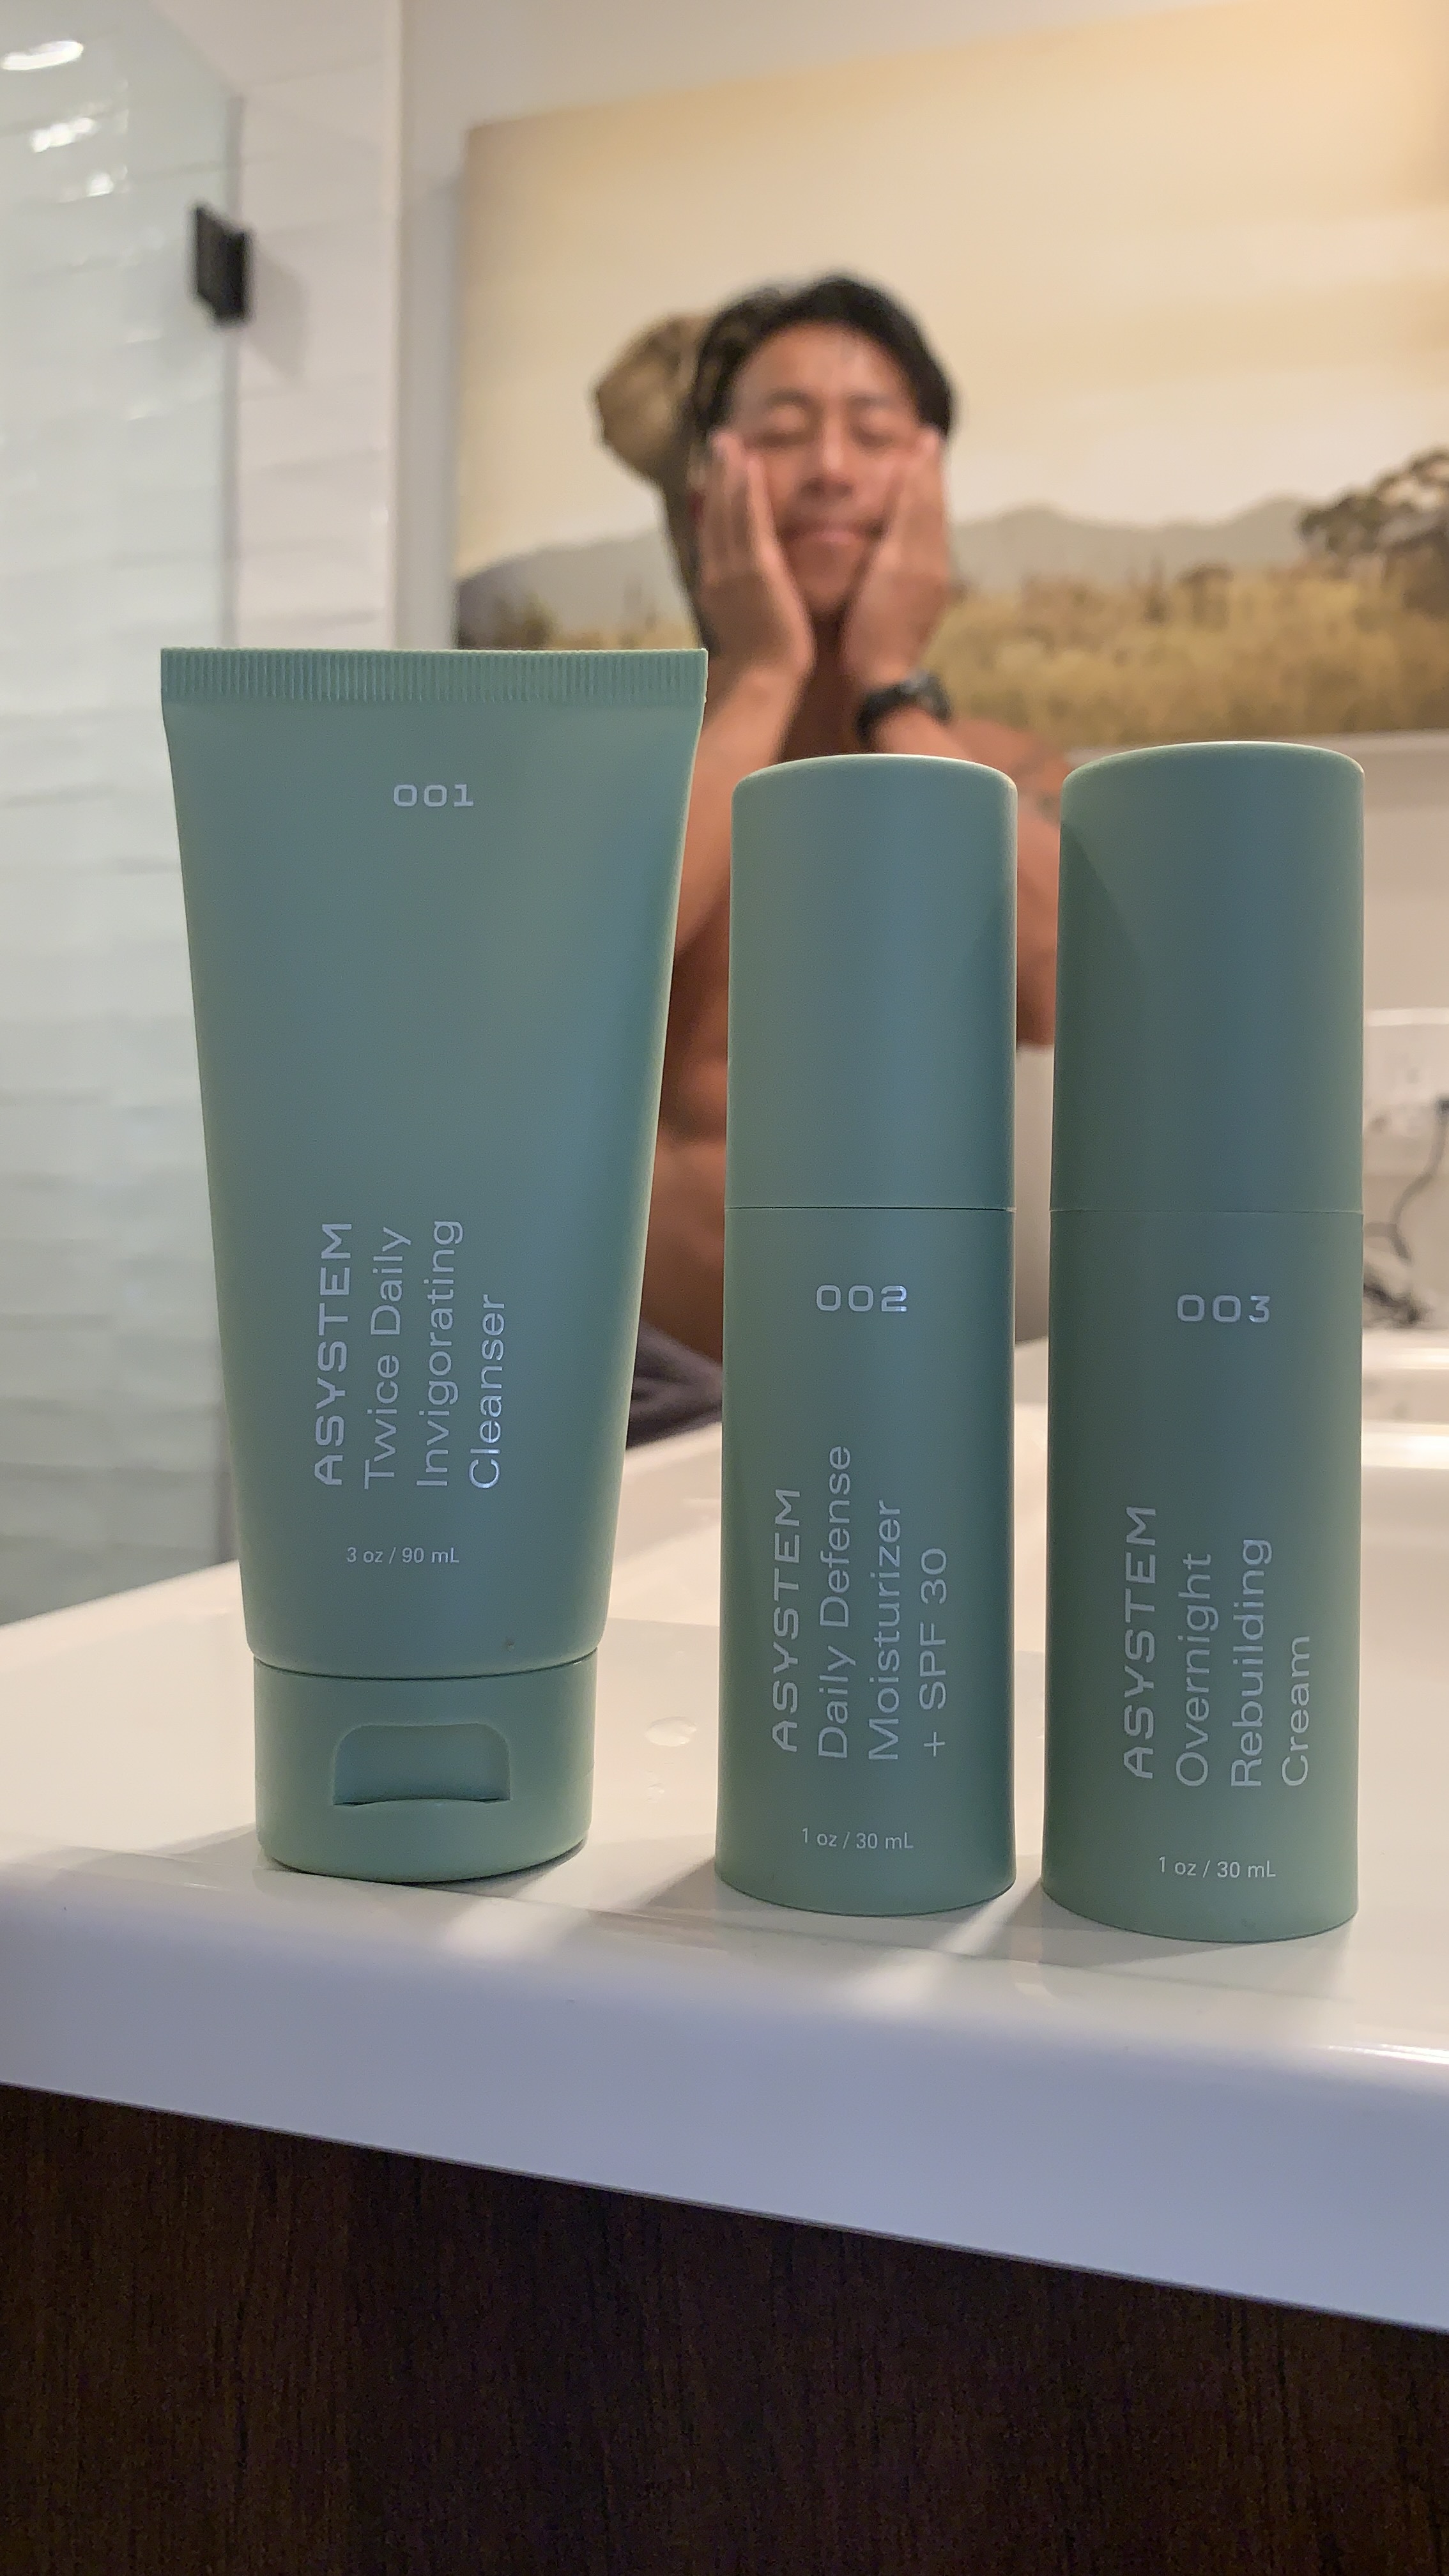 001
ASYSTEM
Twice Daily
Invigorating
Cleanser
3 oz / 90 mL
002
ASYSTEM
Daily Defense
Moisturizer
+ SPF 30
1 oz / 30 mL
003
ASYSTEM
Overnight
Rebuilding
Cream
1 oz / 30 mL